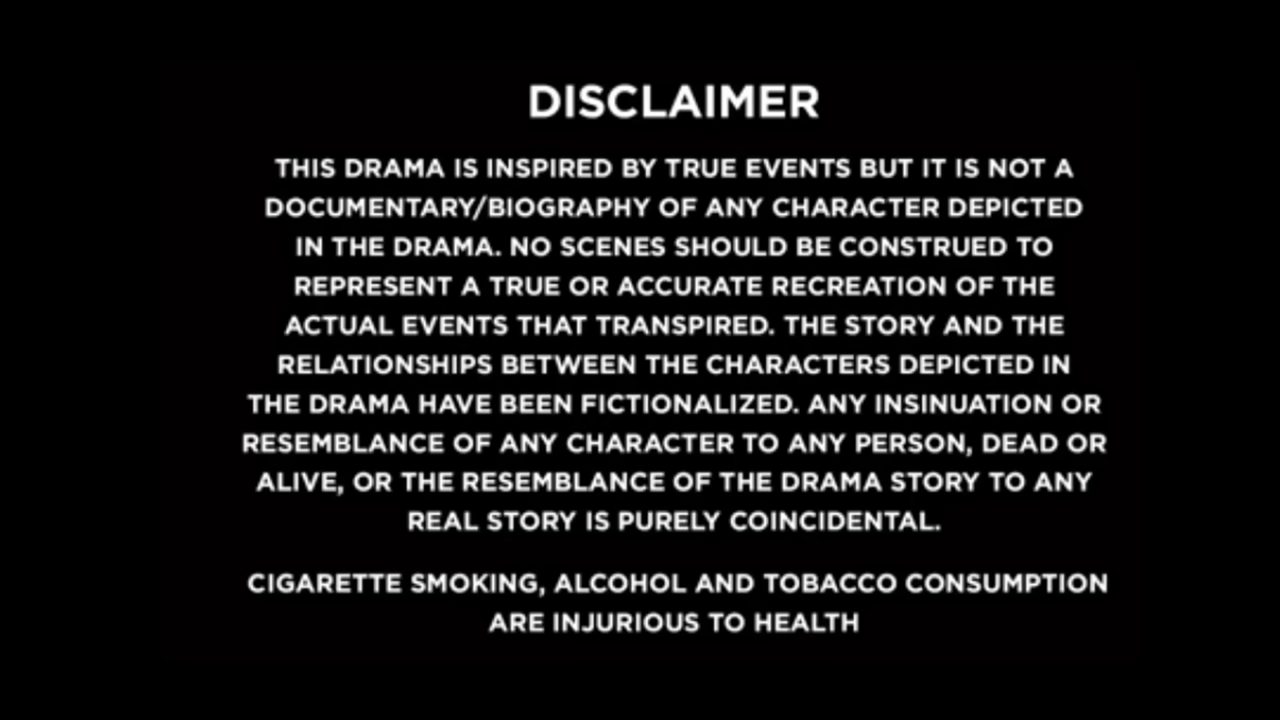 DISCLAIMER
THIS DRAMA IS INSPIRED BY TRUE EVENTS BUT IT IS NOT A
DOCUMENTARY/BIOGRAPHY OF ANY CHARACTER DEPICTED
IN THE DRAMA. NO SCENES SHOULD BE CONSTRUED TO
REPRESENT A TRUE OR ACCURATE RECREATION OF THE
ACTUAL EVENTS THAT TRANSPIRED. THE STORY AND THE
RELATIONSHIPS BETWEEN THE CHARACTERS DEPICTED IN
THE DRAMA HAVE BEEN FICTIONALIZED. ANY INSINUATION OR
RESEMBLANCE OF ANY CHARACTER TO ANY PERSON, DEAD OR
ALIVE, OR THE RESEMBLANCE OF THE DRAMA STORY TO ANY
REAL STORY IS PURELY COINCIDENTAL.
CIGARETTE SMOKING, ALCOHOL AND TOBACCO CONSUMPTION
ARE INJURIOUS TO HEALTH